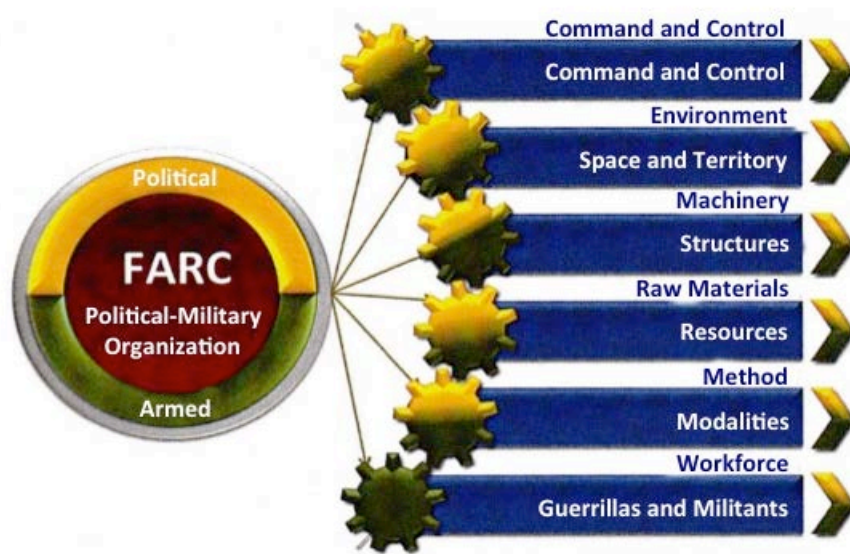 Political
FARC
Political-Military
Organization
Armed
Command and Control
Command and Control
Environment
Space and Territory
Machinery
Structures
Raw Materials
Resources
Method
Modalities
Workforce
Guerrillas and Militants